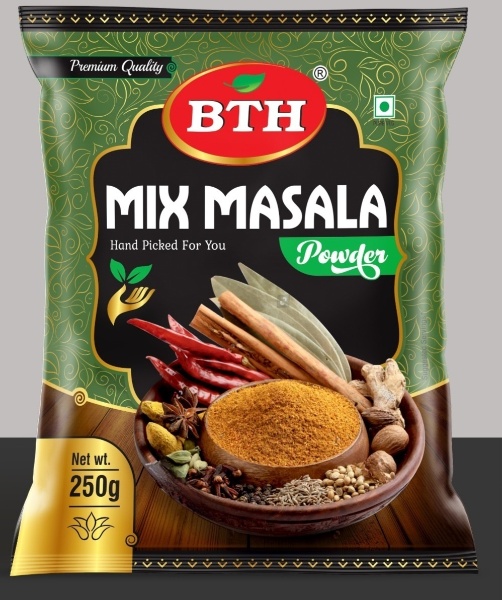 Premium Quality
BTH
®
MIX MASALA
Hand Picked For You
Powder
Net wt.
250g